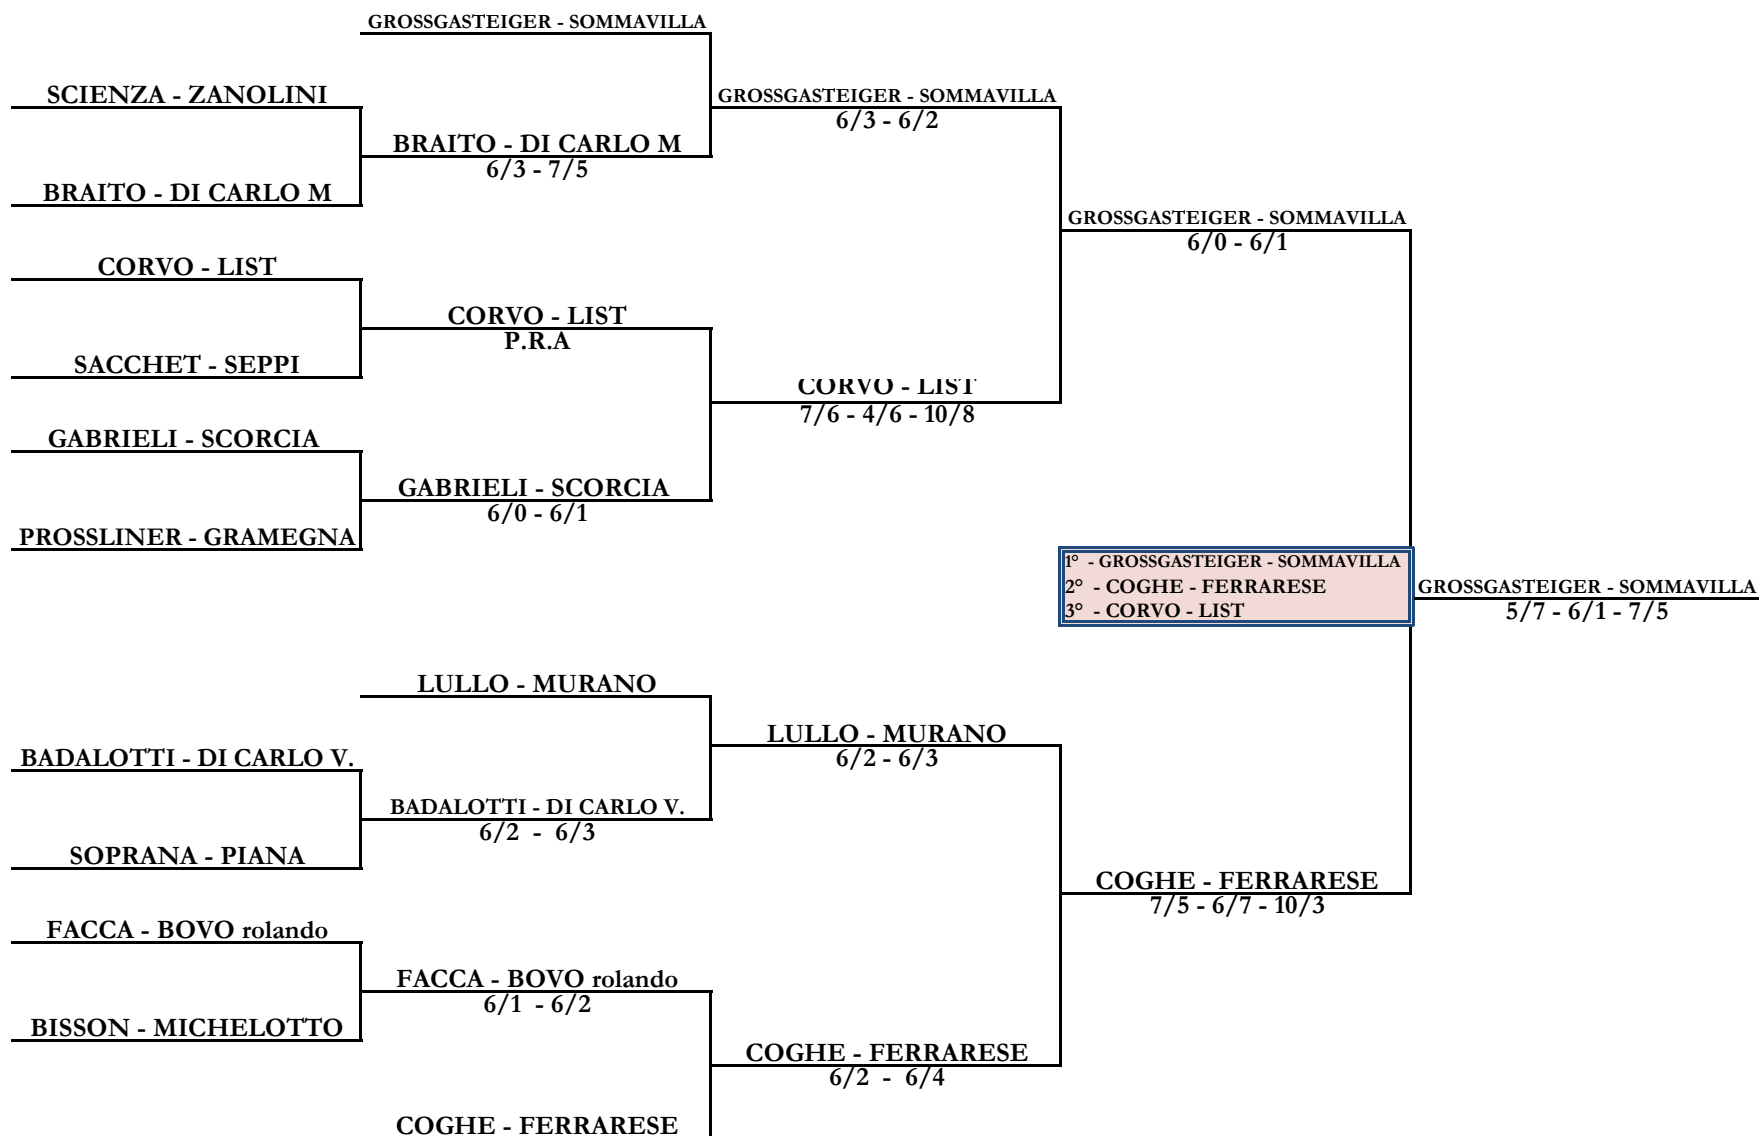 GROSSGASTEIGER - SOMMAVILLA
SCIENZA - ZANOLINI
GROSSGASTEIGER - SOMMAVILLA
6/3 - 6/2
BRAITO - DI CARLO M
6/3 - 7/5
BRAITO - DI CARLO M
GROSSGASTEIGER - SOMMAVILLA
6/0 - 6/1
CORVO - LIST
CORVO - LIST
P.R.A
SACCHET - SEPPI
CORVO - LIST
7/6 - 4/6 - 10/8
GABRIELI - SCORCIA
GABRIELI - SCORCIA
6/0 - 6/1
PROSSLINER - GRAMEGNA
1° - GROSSGASTEIGER - SOMMAVILLA
2° - COGHE - FERRARESE
3° - CORVO - LIST
GROSSGASTEIGER - SOMMAVILLA
5/7 - 6/1 - 7/5
LULLO - MURANO
LULLO - MURANO
6/2 - 6/3
BADALOTTI - DI CARLO V.
BADALOTTI - DI CARLO V.
6/2 - 6/3
SOPRANA - PIANA
COGHE - FERRARESE
7/5 - 6/7 - 10/3
FACCA - BOVO rolando
FACCA - BOVO rolando
6/1 - 6/2
BISSON - MICHELOTTO
COGHE - FERRARESE
6/2 - 6/4
COGHE - FERRARESE